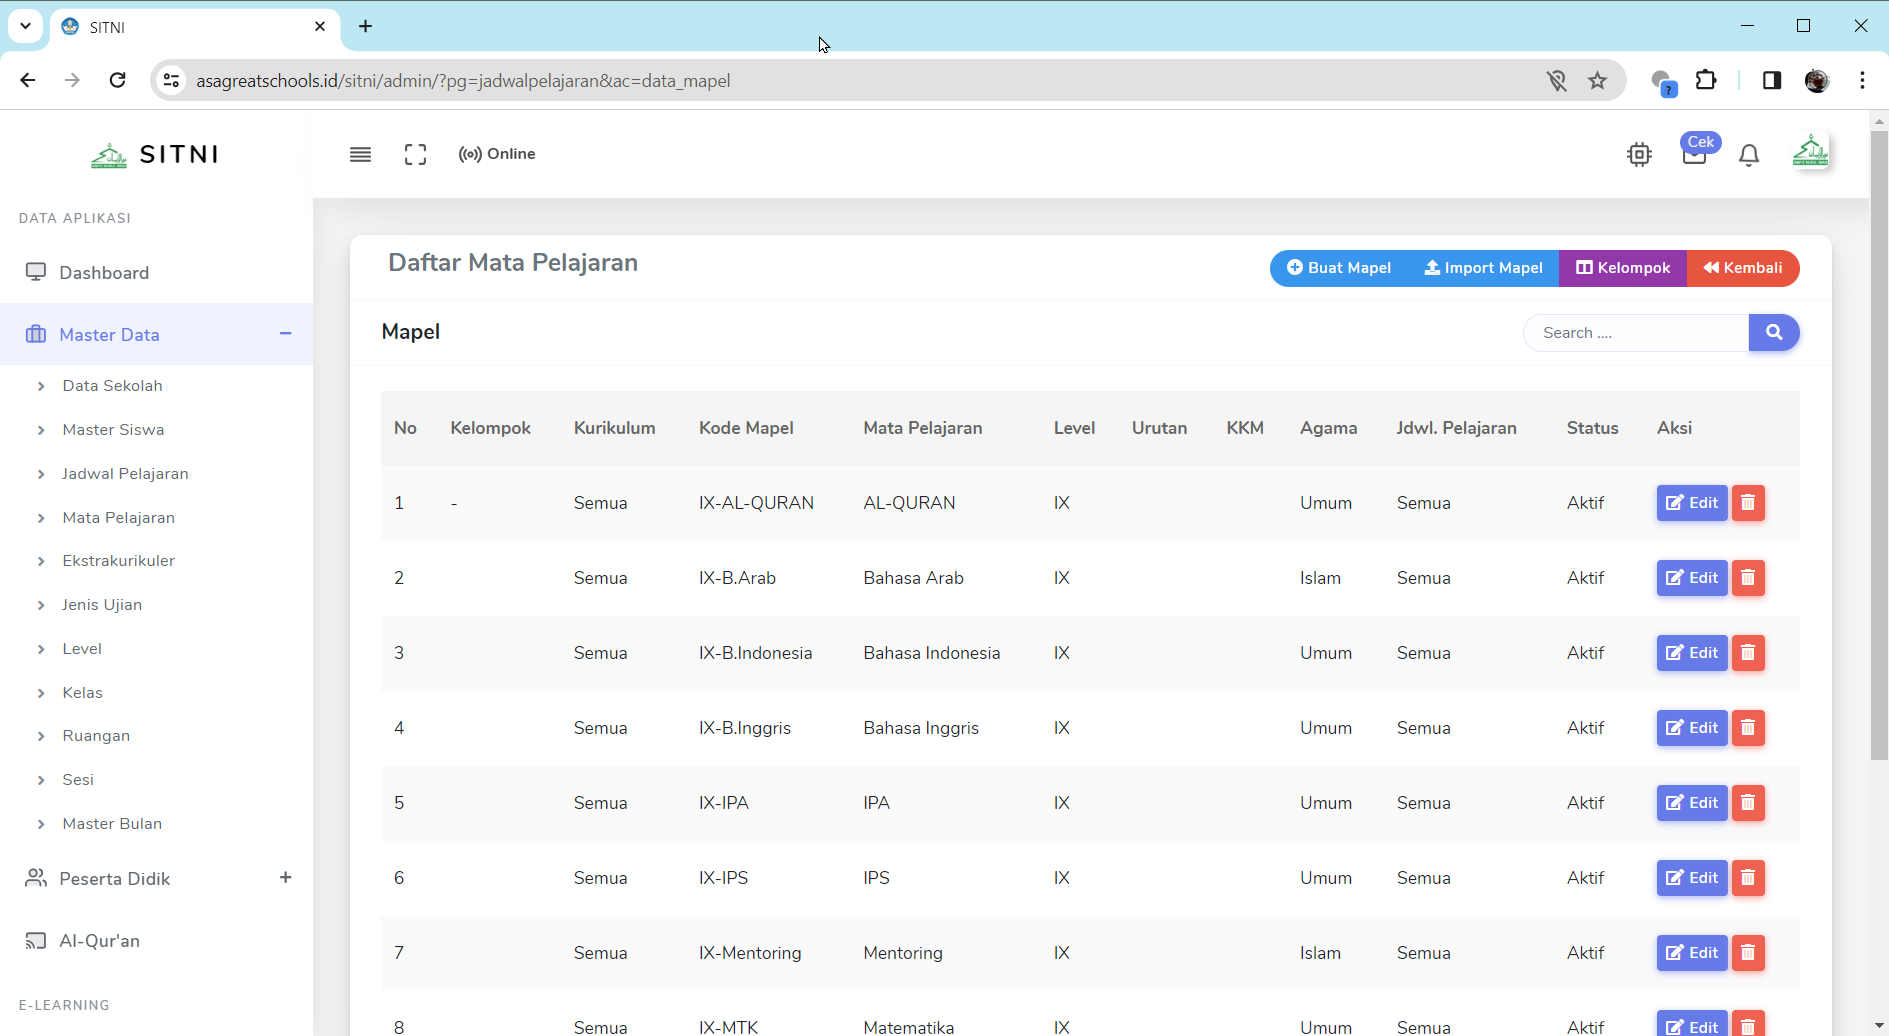 SITNI
asagreatschools.id/sitni/admin/?pg=jadwalpelajaran&ac=data_mapel
?
SITNI
Online
Cek
DATA APLIKASI
Dashboard
Master Data
Data Sekolah
Master Siswa
Jadwal Pelajaran
Mata Pelajaran
Ekstrakurikuler
Jenis Ujian
Level
Kelas
Ruangan
Sesi
Master Bulan
Peserta Didik
Al-Qur'an
E-LEARNING
Daftar Mata Pelajaran
Buat Mapel Import Mapel Kelompok Kembali
Mapel
Search ....
No Kelompok Kurikulum Kode Mapel Mata Pelajaran Level Urutan KKM Agama Jdwl. Pelajaran Status Aksi
1 - Semua IX-AL-QURAN AL-QURAN IX Umum Semua Aktif Edit
2 Semua IX-B.Arab Bahasa Arab IX Islam Semua Aktif Edit
3 Semua IX-B.Indonesia Bahasa Indonesia IX Umum Semua Aktif Edit
4 Semua IX-B.Inggris Bahasa Inggris IX Umum Semua Aktif Edit
5 Semua IX-IPA IPA IX Umum Semua Aktif Edit
6 Semua IX-IPS IPS IX Umum Semua Aktif Edit
7 Semua IX-Mentoring Mentoring IX Islam Semua Aktif Edit
8 Semua IX-MTK Matematika IX Umum Semua Aktif Edit